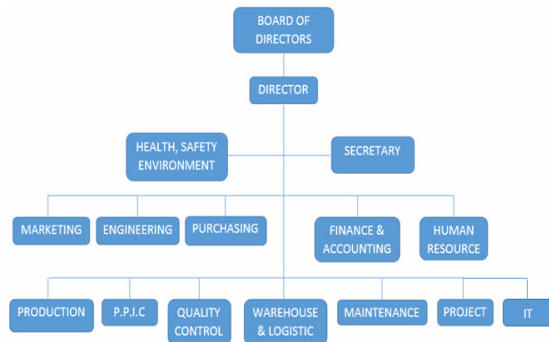 BOARD OF
DIRECTORS
DIRECTOR
HEALTH, SAFETY
ENVIRONMENT
SECRETARY
MARKETING
ENGINEERING
PURCHASING
FINANCE &
ACCOUNTING
HUMAN
RESOURCE
PRODUCTION
P.P.I.C
QUALITY
CONTROL
WAREHOUSE
& LOGISTIC
MAINTENANCE
PROJECT
IT